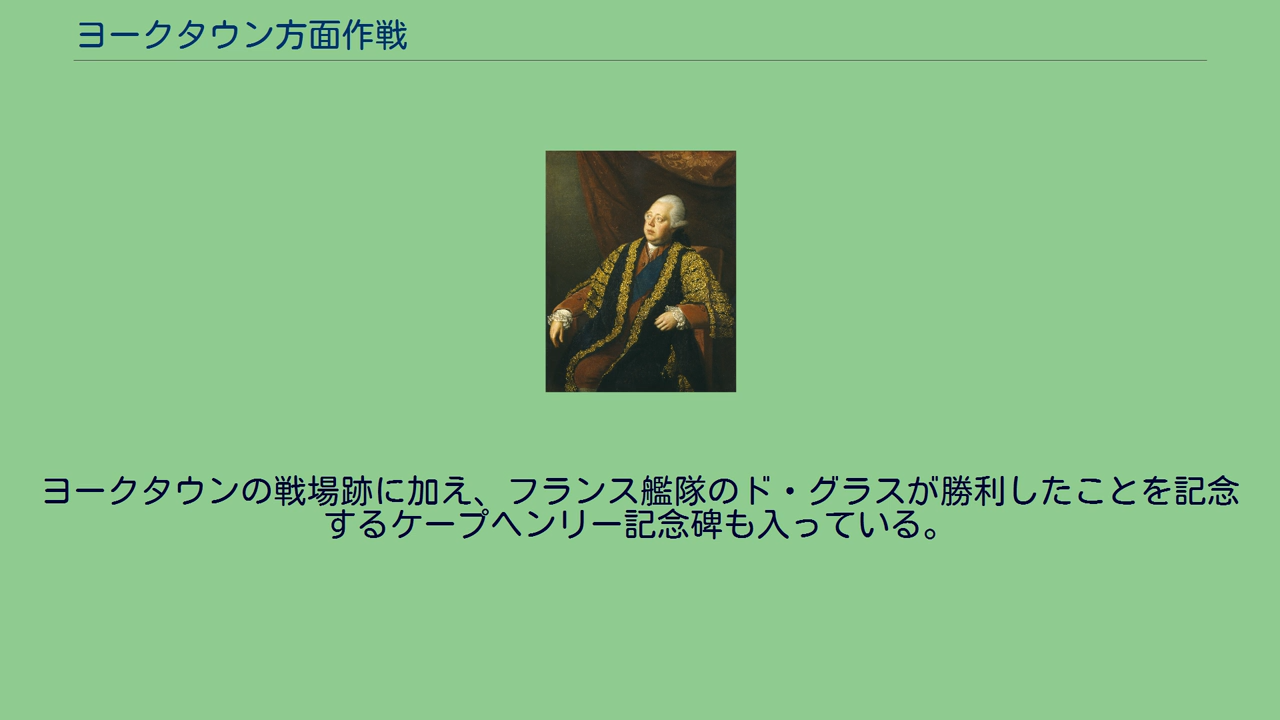 ヨークタウン方面作戦
ヨークタウンの戦場跡に加え、フランス艦隊のド・グラスが勝利したことを記念
するケープヘンリー記念碑も入っている。